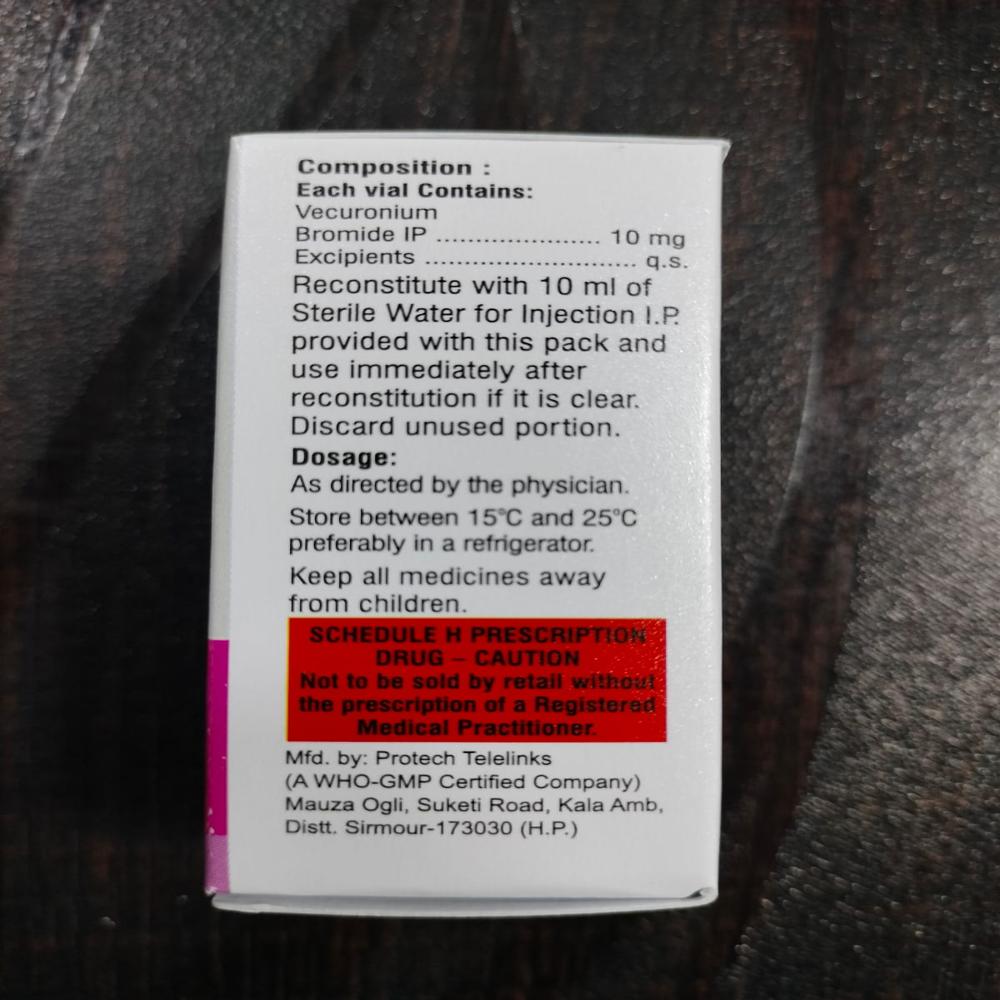 Composition :
Each vial Contains:
Vecuronium
Bromide IP ..................... 10 mg
Excipients ........................... q.s.
Reconstitute with 10 ml of
Sterile Water for Injection I.P.
provided with this pack and
use immediately after
reconstitution if it is clear.
Discard unused portion.
Dosage:
As directed by the physician.
Store between 15°C and 25°C
preferably in a refrigerator.
Keep all medicines away
from children.
SCHEDULE H PRESCRIPTION
DRUG – CAUTION
Not to be sold by retail without
the prescription of a Registered
Medical Practitioner.
Mfd. by: Protech Telelinks
(A WHO-GMP Certified Company)
Mauza Ogli, Suketi Road, Kala Amb,
Distt. Sirmour-173030 (H.P.)